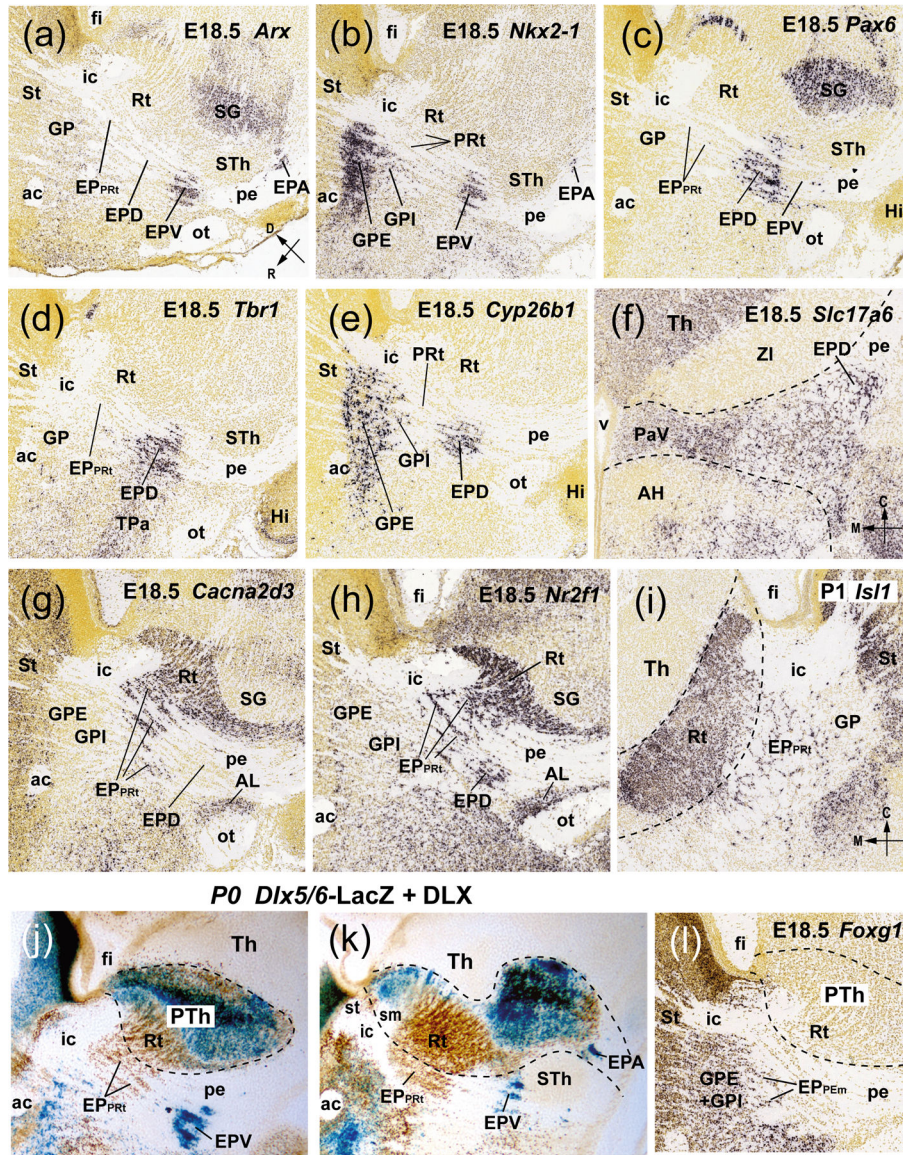 (a) fi E18.5 Arx
ic
St
Rt
SG
GP
STh
ac
EPPRt
EPD
EPV
ot
pe
EPA
D
R
(b) fi E18.5 Nkx2-1
St
ic
Rt
PRt
STh
ac
GPE
GPI
EPV
pe
EPA
(c) E18.5 Pax6
St
ic
Rt
SG
GP
STh
EPPRt
ac
EPD
EPV
pe
ot
Hi
(d) E18.5 Tbr1
St
ic
Rt
GP
STh
ac
EPPRt
EPD
pe
TPa
ot
Hi
(e) E18.5 Cyp26b1
ic
PRt
St
Rt
ac
GPI
EPD
pe
ot
GPE
Hi
(f) Th E18.5 Slc17a6
ZI
EPD
pe
v
PaV
AH
C
M
(g) E18.5 Cacna2d3
fi
St
ic
Rt
SG
GPE
GPI
EPPRt
pe
ac
AL
EPD
ot
(h) fi E18.5 Nr2f1
St
Rt
ic
SG
GPE
GPI
EPPRt
pe
ac
AL
EPD
ot
(i) fi P1 Isl1
Th
ic
St
Rt
GP
EPPRt
C
M
P0 Dlx5/6-LacZ + DLX
(j)
fi
Th
PTh
ic
Rt
EPPRt
pe
ac
EPV
(k)
Th
fi
st
sm
ic
Rt
EPA
ac
EPPRt
STh
EPV
(l) fi E18.5 Foxg1
PTh
St
ic
Rt
GPE
+GPI
EPPEm
pe